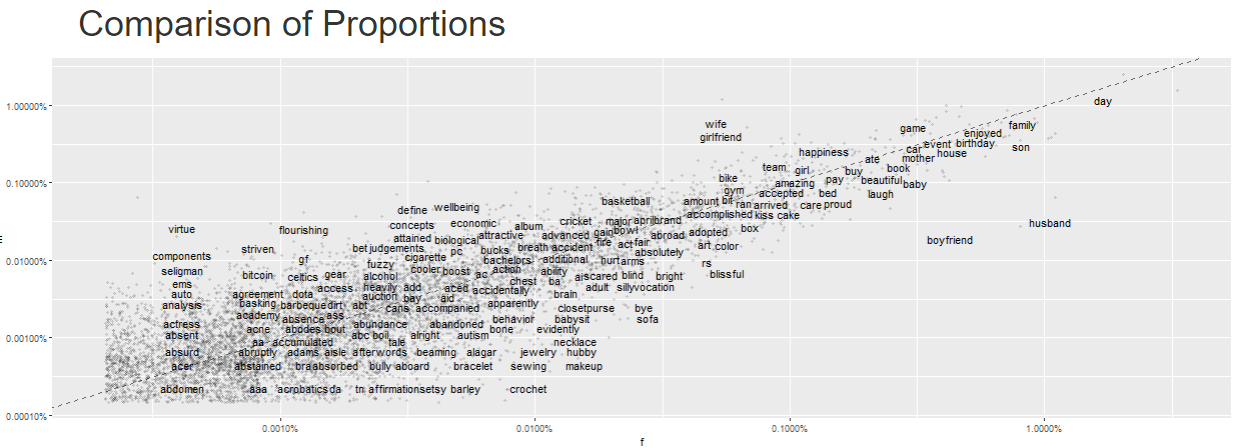 Comparison of Proportions
1.00000%
day
wife
game
family
girlfriend
enjoyed
event birthday
son
car
happiness
house
mother
ate
0.10000%
team
girl
buy
book
bike
amazing
pay
beautiful
baby
gym
accepted
bed
laugh
basketball
amount
bit
ran
arrived
care
proud
define
wellbeing
accomplished
kiss
cake
cricket
major
april
brand
husband
virtue
flourishing
concepts
economic
album
gain
bowl
box
attained
biological
attractive
advanced
abroad
adopted
boyfriend
fire
act
fair
striven
bet
judgements
pc
bucks
breath
accident
art
color
absolutely
components
gf
cigarette
bachelors
additional
hurt
arms
0.01000%
fuzzy
rs
seligman
bitcoin
celtics
gear
alcohol
cooler
boost
ac
action
ability
ai
scared
blind
bright
blissful
ems
access
heavily
add
aced
accidentally
chest
ba
adult
silly
vocation
auto
agreement
dota
auction
bay
aid
brain
analysis
basking
barbeque
dirt
abt
cans
accompanied
apparently
closet
purse
bye
academy
absence
ass
behavior
babysit
sofa
actress
acne
abodes
bout
abundance
abandoned
bone
evidently
absent
aa
accumulated
abc
boil
alright
autism
0.00100%
tale
necklace
absurd
abruptly
adams
aisle
afterwords
beaming
alagar
jewelry
hubby
acer
abstained
bra
absorbed
bully
aboard
bracelet
sewing
makeup
abdomen
aaa
acrobatics
da
tn
affirmations
etsy
barley
crochet
0.00010%
0.0010%
0.0100%
0.1000%
1.0000%
f